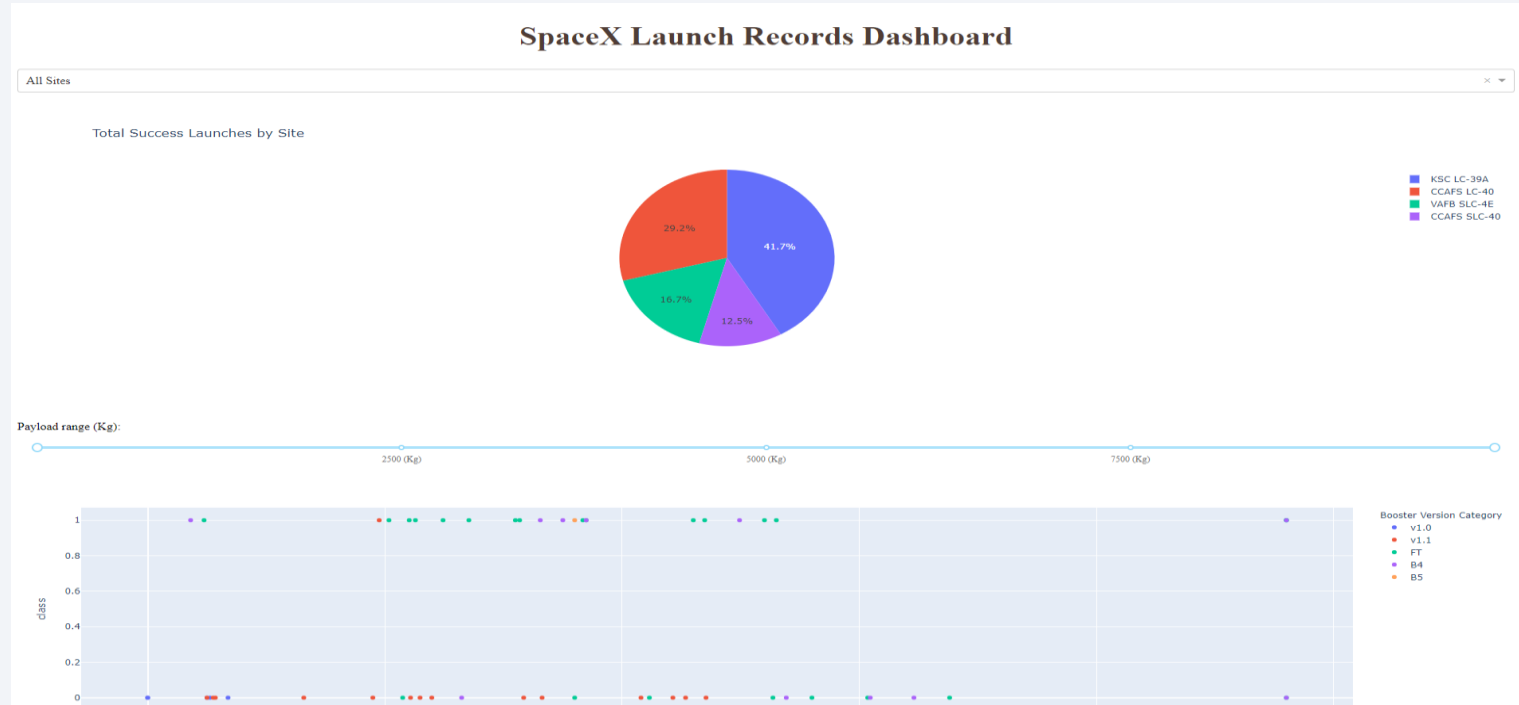 SpaceX Launch Records Dashboard
All Sites
Total Success Launches by Site
KSC LC-39A
CCAFS LC-40
VAFB SLC-4E
CCAFS SLC-40
29.2%
41.7%
16.7%
12.5%
Payload range (Kg):
2500 (Kg) 5000 (Kg) 7500 (Kg)
Booster Version Category
v1.0
v1.1
FT
B4
B5
1
0.8
0.6
0.4
0.2
0
class